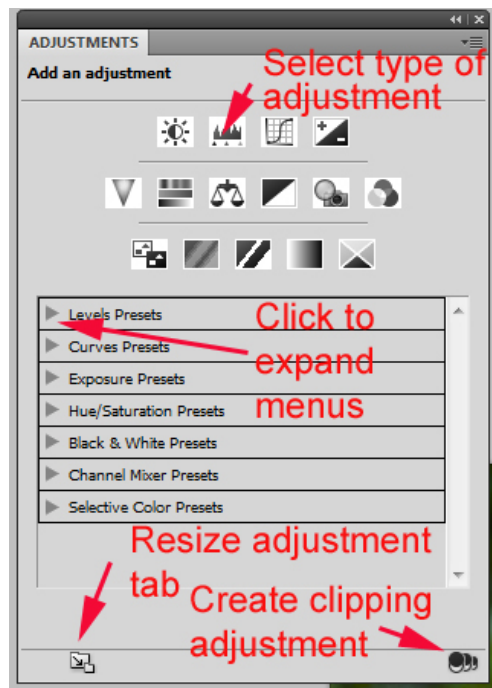 ADJUSTMENTS
Add an adjustment
Select type of
adjustment
Levels Presets
Curves Presets
Exposure Presets
Hue/Saturation Presets
Black & White Presets
Channel Mixer Presets
Selective Color Presets
Click to
expand
menus
Resize adjustment
tab
Create clipping
adjustment